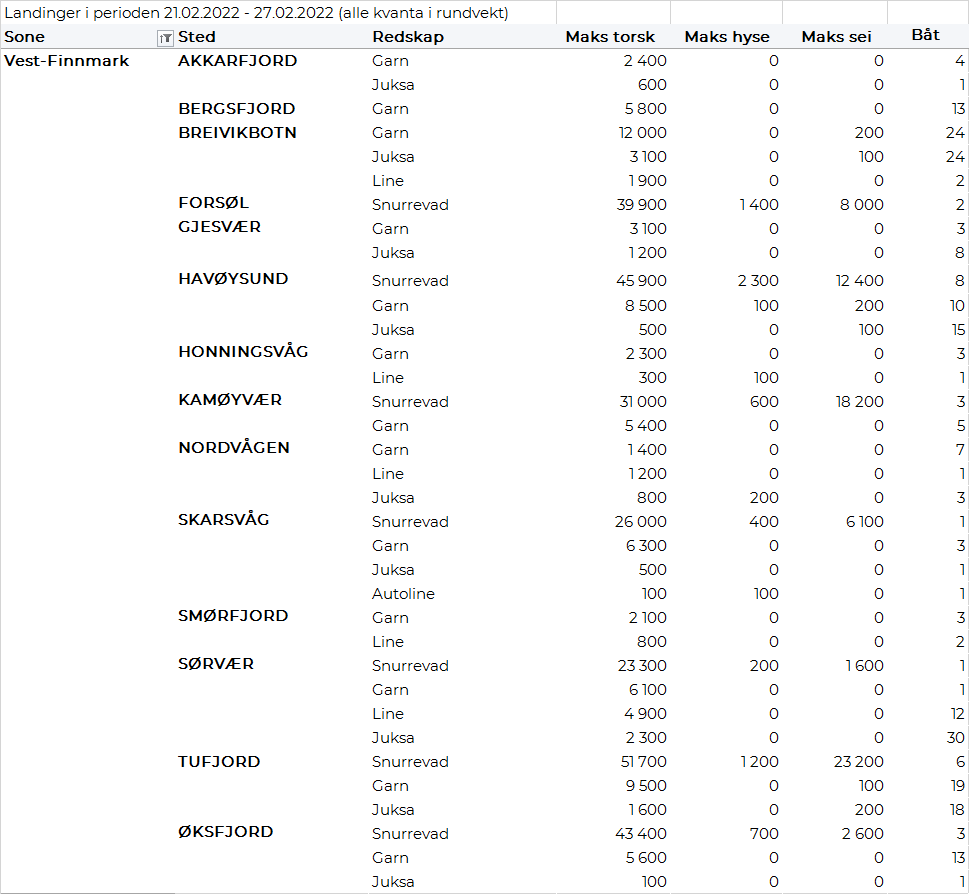 Landinger i perioden 21.02.2022 - 27.02.2022 (alle kvanta i rundvekt)
Sone Sted Redskap Maks torsk Maks hyse Maks sei Båt
Vest-Finnmark AKKARFJORD Garn 2 400 0 0 4
Juksa 600 0 0 1
BERGSFJORD Garn 5 800 0 0 13
BREIVIKBOTN Garn 12 000 0 200 24
Juksa 3 100 0 100 24
Line 1 900 0 0 2
FORSØL Snurrevad 39 900 1 400 8 000 2
GJESVÆR Garn 3 100 0 0 3
Juksa 1 200 0 0 8
HAVØYSUND Snurrevad 45 900 2 300 12 400 8
Garn 8 500 100 200 10
Juksa 500 0 100 15
HONNINGSVÅG Garn 2 300 0 0 3
Line 300 100 0 1
KAMØYVÆR Snurrevad 31 000 600 18 200 3
Garn 5 400 0 0 5
NORDVÅGEN Garn 1 400 0 0 7
Line 1 200 0 0 1
Juksa 800 200 0 3
SKARSVÅG Snurrevad 26 000 400 6 100 1
Garn 6 300 0 0 3
Juksa 500 0 0 1
Autoline 100 100 0 1
SMØRFJORD Garn 2 100 0 0 3
Line 800 0 0 2
SØRVÆR Snurrevad 23 300 200 1 600 1
Garn 6 100 0 0 1
Line 4 900 0 0 12
Juksa 2 300 0 0 30
TUFJORD Snurrevad 51 700 1 200 23 200 6
Garn 9 500 0 100 19
Juksa 1 600 0 200 18
ØKSFJORD Snurrevad 43 400 700 2 600 3
Garn 5 600 0 0 13
Juksa 100 0 0 1